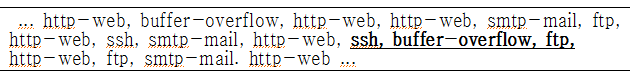 ... http-web, buffer-overflow, http-web, http-web, smtp-mail, ftp,
http-web, ssh, smtp-mail, http-web, ssh, buffer-overflow, ftp,
http-web, ftp, smtp-mail. http-web ...